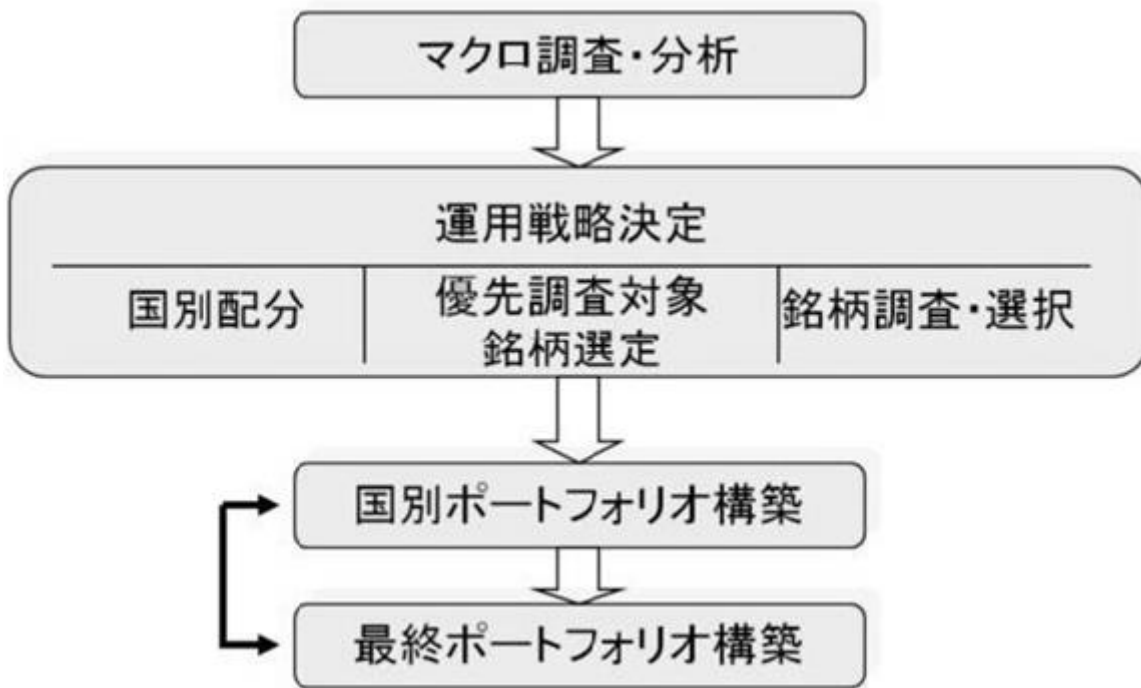 マクロ調査・分析
運用戦略決定
国別配分
優先調査対象
銘柄選定
銘柄調査・選択
国別ポートフォリオ構築
最終ポートフォリオ構築